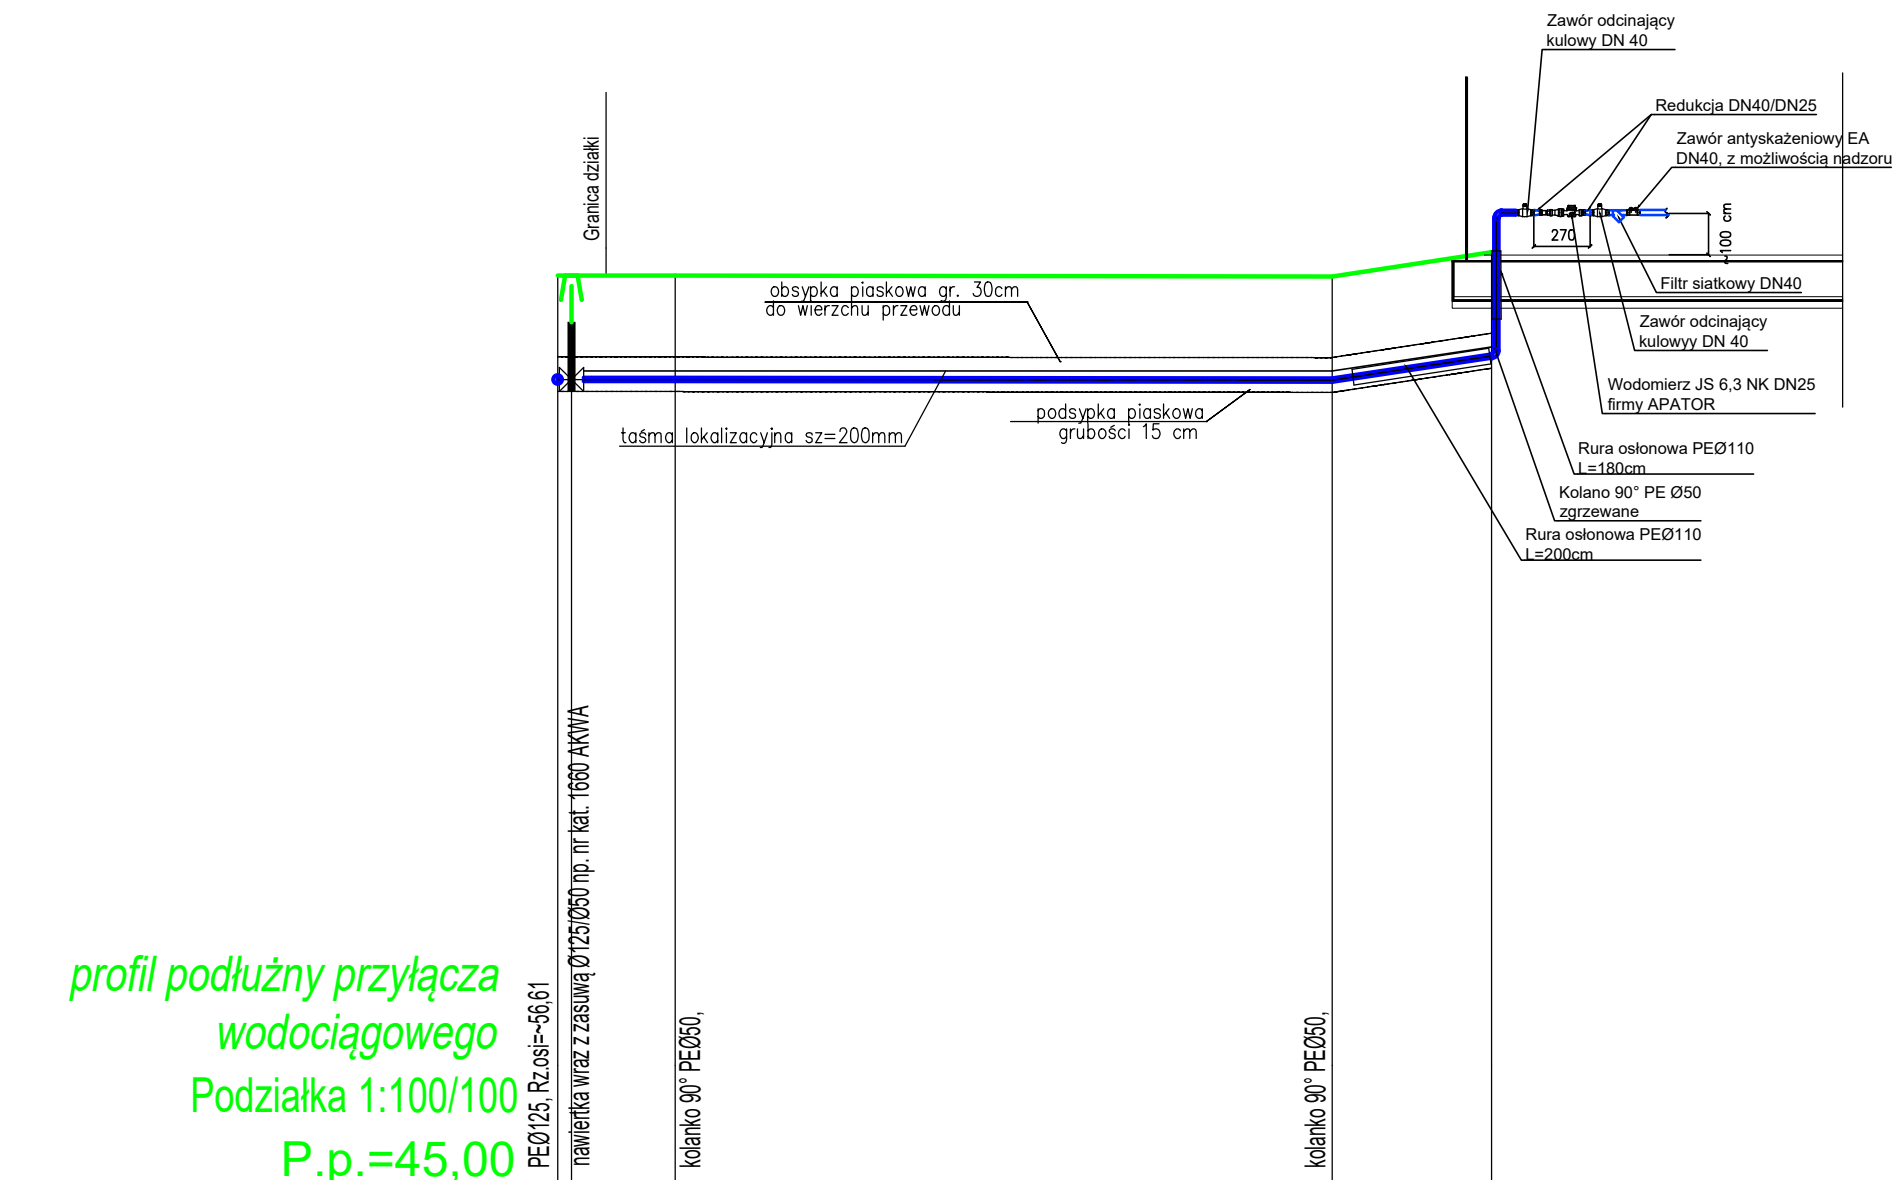 Zawór odcinający
kulowy DN 40
Redukcja DN40/DN25
Zawór antyskażeniowy EA
DN40, z możliwością nadzoru
Granica działki
270
~100 cm
obsypka piaskowa gr. 30cm
do wierzchu przewodu
Filtr siatkowy DN40
Zawór odcinający
kulowyy DN 40
Wodomierz JS 6,3 NK DN25
firmy APATOR
podsypka piaskowa
grubości 15 cm
taśma lokalizacyjna sz=200mm
Rura osłonowa PEØ110
L=180cm
Kolano 90° PE Ø50
zgrzewane
Rura osłonowa PEØ110
L=200cm
profil podłużny przyłącza
wodociągowego
Podziałka 1:100/100
P.p.=45,00
PEØ125, Rz.osi=~56,61
nawiertka wraz z zasuwą Ø125/Ø50 np. nr kat. 1660 AKWA
kolanko 90° PEØ50,
kolanko 90° PEØ50,